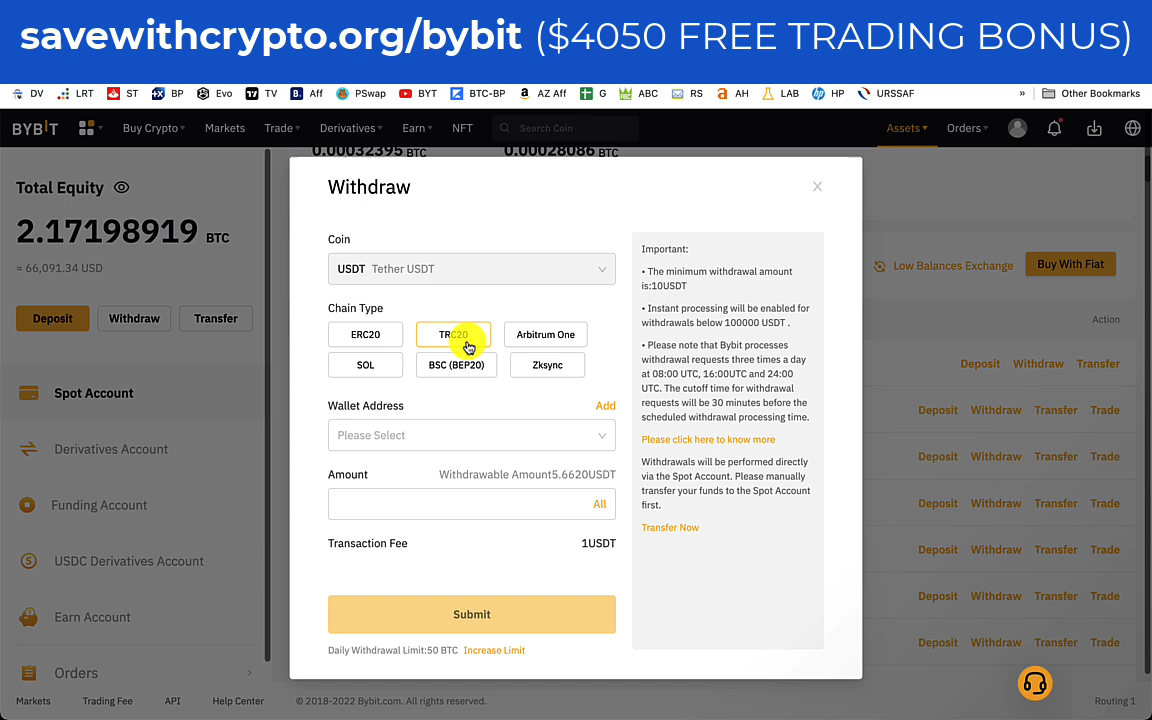 savewithcrypto.org/bybit ($4050 FREE TRADING BONUS)
DV LRT ST BP Evo TV Aff PSwap BYT BTC-BP AZ Aff G ABC RS AH LAB HP URSSAF » Other Bookmarks
BYBIT Buy Crypto Markets Trade Derivatives Earn NFT Search Coin Assets Orders
0.00032395 BTC 0.00028086 BTC
Total Equity
2.17198919 BTC
≈ 66,091.34 USD
Deposit Withdraw Transfer
Spot Account
Derivatives Account
Funding Account
USDC Derivatives Account
Earn Account
Orders
Withdraw
Coin
USDT Tether USDT
Chain Type
ERC20 TRC20 Arbitrum One
SOL BSC (BEP20) Zksync
Wallet Address Add
Please Select
Amount Withdrawable Amount5.6620USDT
All
Transaction Fee 1USDT
Submit
Daily Withdrawal Limit:50 BTC Increase Limit
Important:
• The minimum withdrawal amount
is:10USDT
• Instant processing will be enabled for
withdrawals below 100000 USDT .
• Please note that Bybit processes
withdrawal requests three times a day
at 08:00 UTC, 16:00UTC and 24:00
UTC. The cutoff time for withdrawal
requests will be 30 minutes before the
scheduled withdrawal processing time.
Please click here to know more
Withdrawals will be performed directly
via the Spot Account. Please manually
transfer your funds to the Spot Account
first.
Transfer Now
Low Balances Exchange Buy With Fiat
Action
Deposit Withdraw Transfer
Deposit Withdraw Transfer Trade
Deposit Withdraw Transfer Trade
Deposit Withdraw Transfer Trade
Deposit Withdraw Transfer Trade
Deposit Withdraw Transfer Trade
Deposit Withdraw Transfer Trade
Markets Trading Fee API Help Center © 2018-2022 Bybit.com. All rights reserved. Routing 1